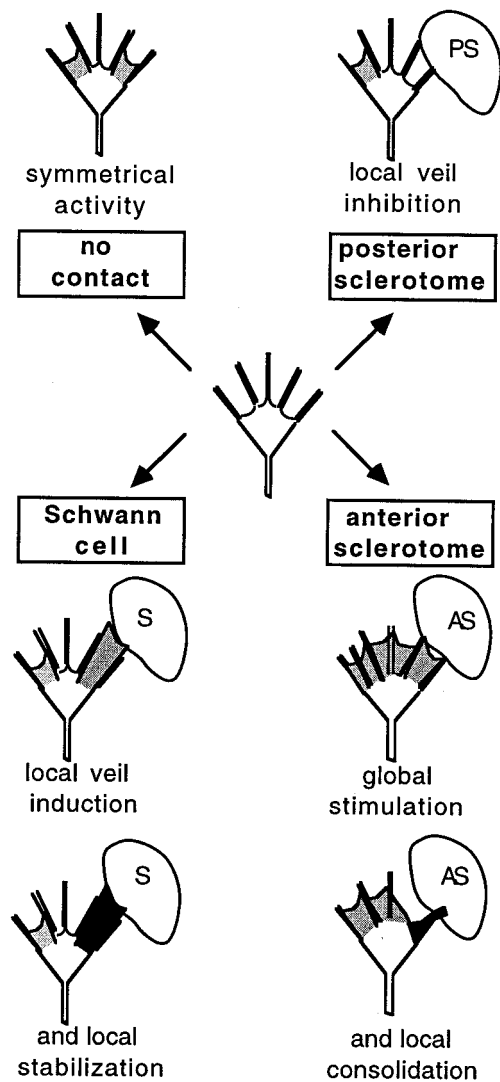 PS
symmetrical
activity
local veil
inhibition
no
contact
posterior
sclerotome
Schwann
cell
anterior
sclerotome
S
AS
local veil
induction
global
stimulation
S
AS
and local
stabilization
and local
consolidation